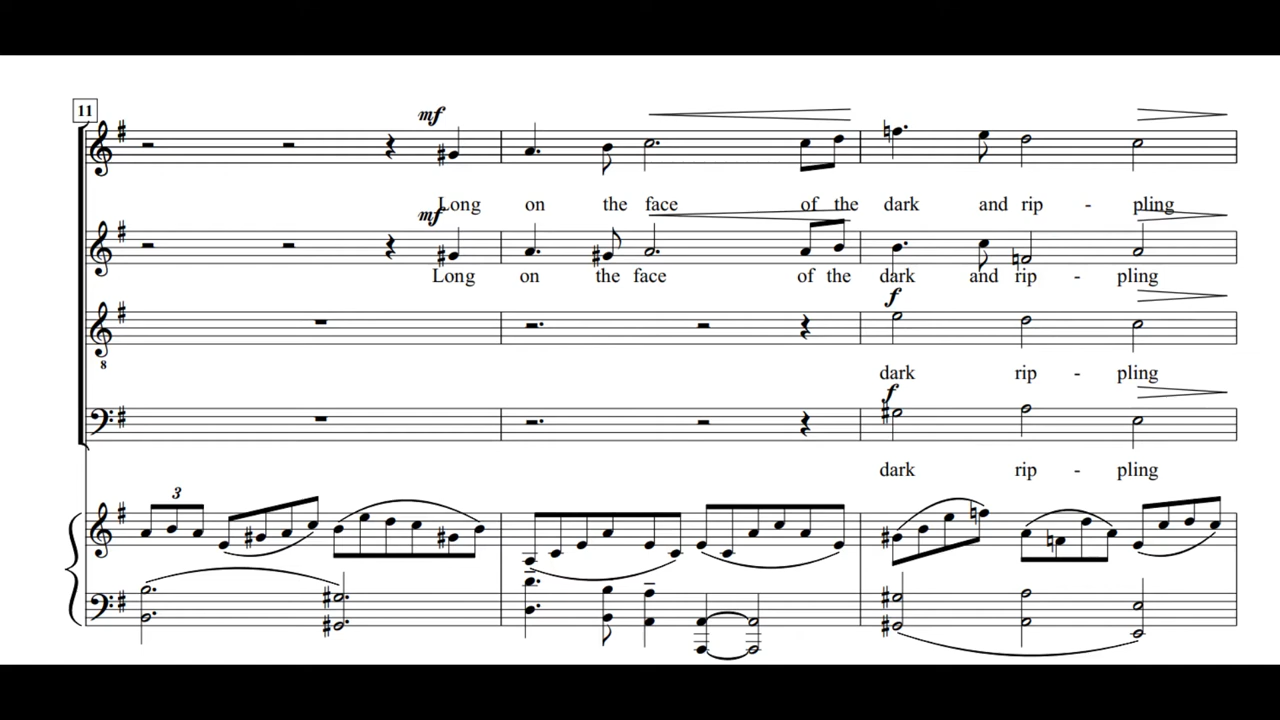 11
mf
Long on the face of the dark and rip - pling
mf
Long on the face of the dark and rip - pling
f
8
dark rip - pling
f
dark rip - pling
3